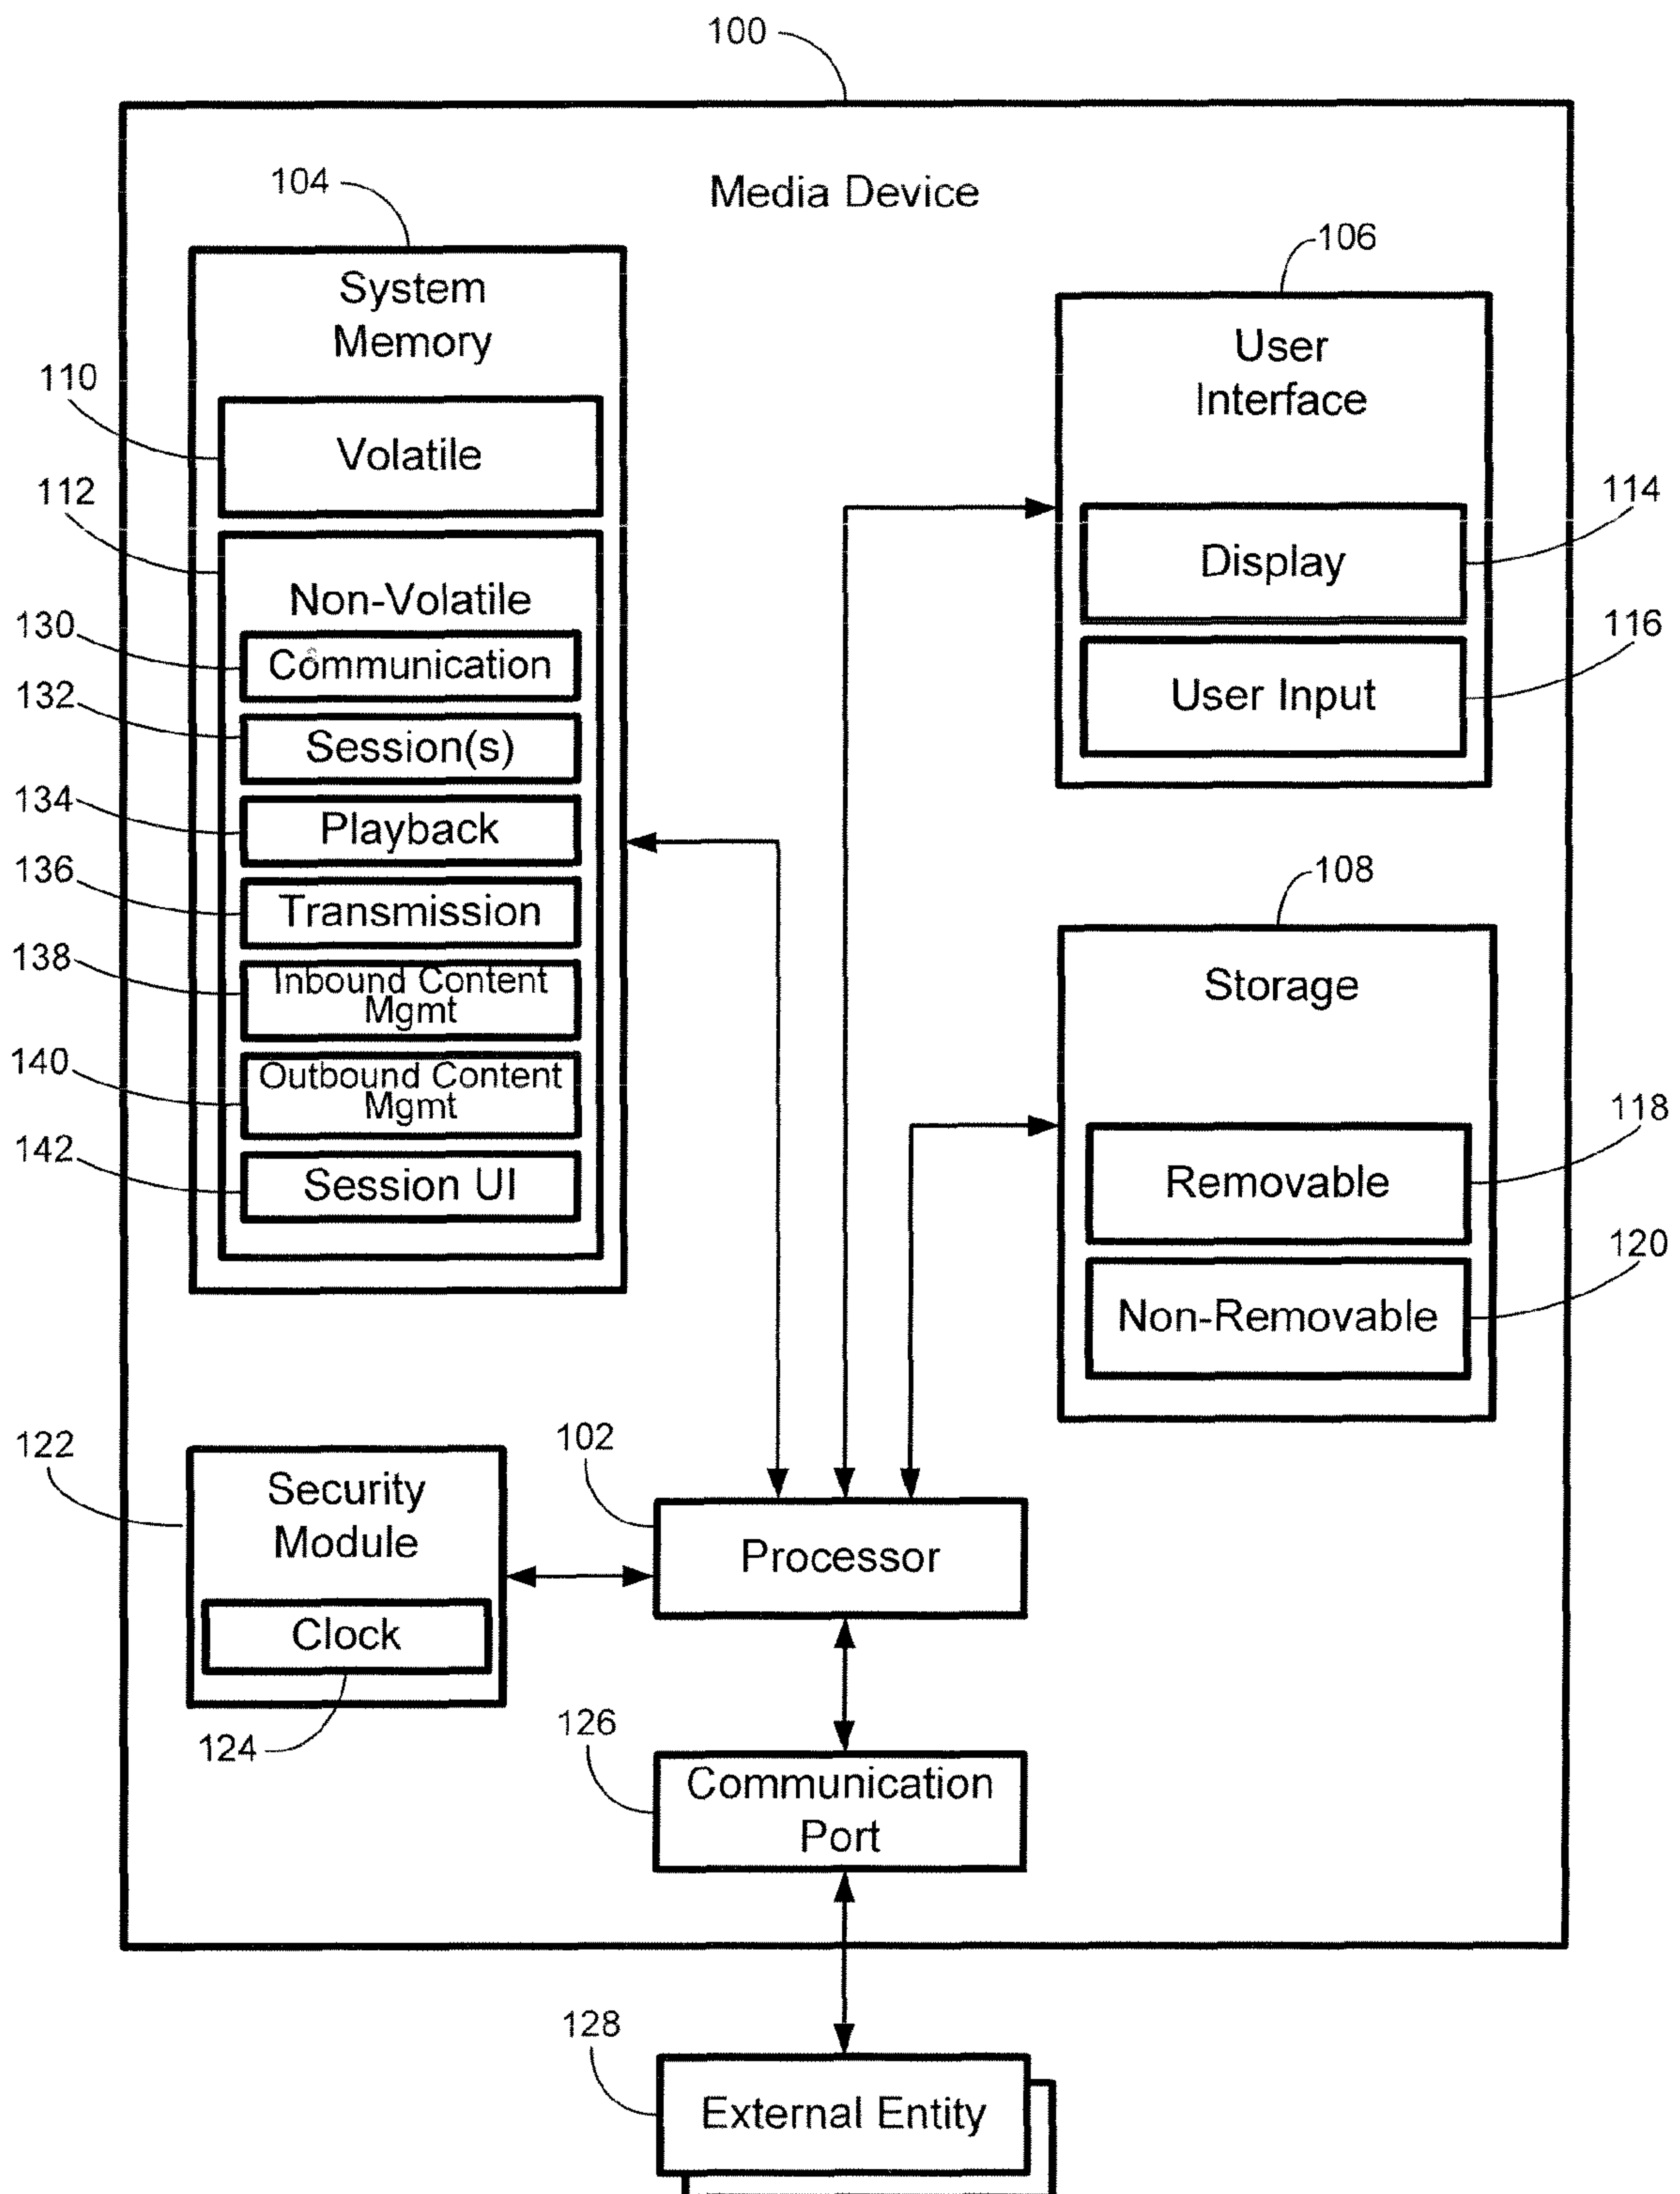 100
Media Device
104
System
Memory
106
User
Interface
110
Volatile
112
Non-Volatile
114
Display
130
Communication
116
User Input
132
Session(s)
134
Playback
136
Transmission
108
Storage
138
Inbound Content
Mgmt
140
Outbound Content
Mgmt
118
Removable
142
Session UI
120
Non-Removable
122
Security
Module
102
Processor
Clock
124
126
Communication
Port
128
External Entity